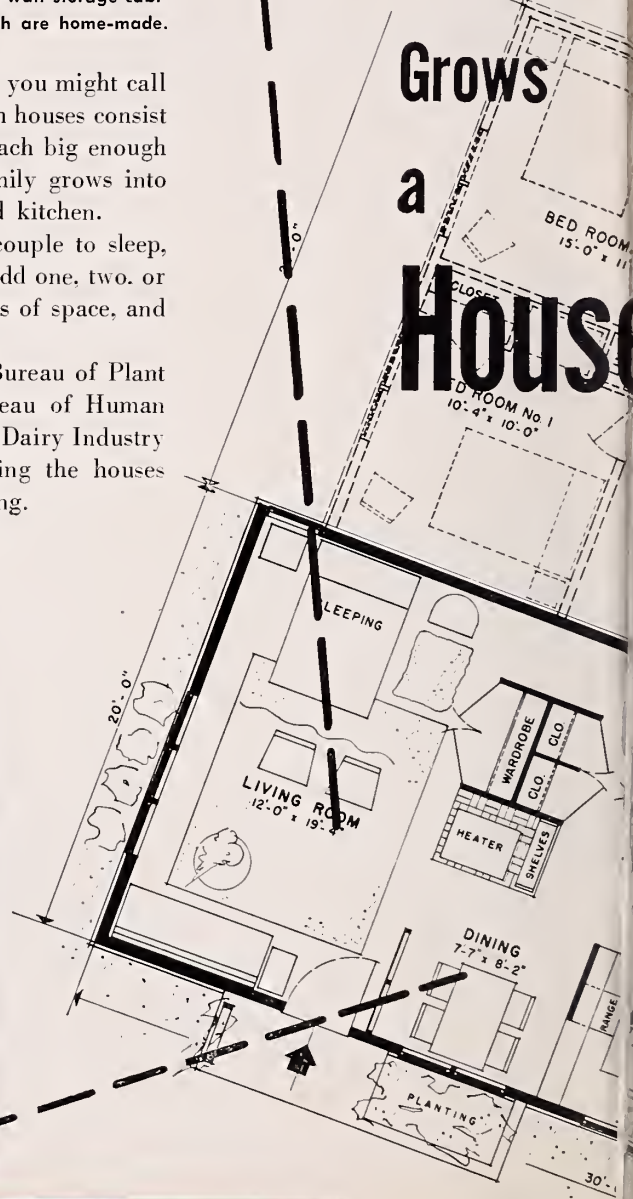 h are home-made.
you might call
n houses consist
ach big enough
nily grows into
d kitchen.
couple to sleep,
dd one, two. or
s of space, and
Bureau of Plant
eau of Human
Dairy Industry
ing the houses
ng.
Grows
a
House
BED ROOM
15'-0" x 11'
CLOSET
D ROOM No. 1
10'-4" x 10'-0"
LEEPING
20'-0"
LIVING ROOM
12'-0" x 19'-4"
WARDROBE
CLO.
CLO.
HEATER
SHELVES
DINING
7'-7" x 8'-2"
RANGE
PLANTING
30'-